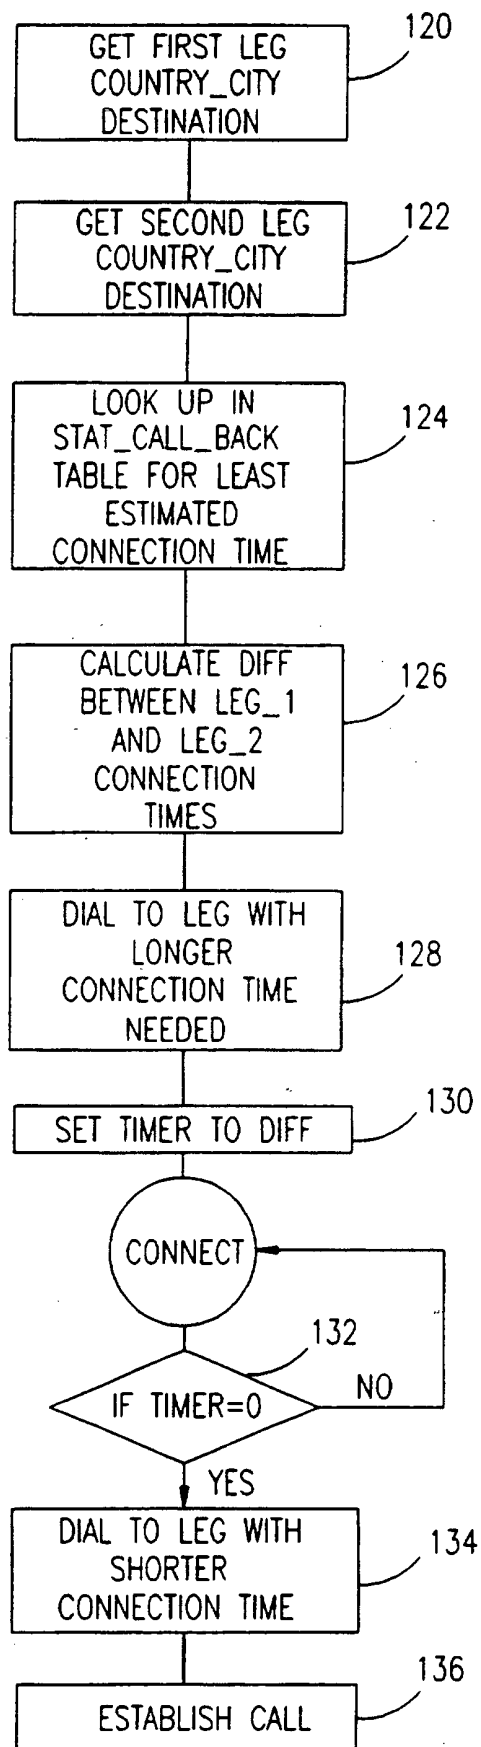 120
GET FIRST LEG
COUNTRY_CITY
DESTINATION
122
GET SECOND LEG
COUNTRY_CITY
DESTINATION
124
LOOK UP IN
STAT_CALL_BACK
TABLE FOR LEAST
ESTIMATED
CONNECTION TIME
126
CALCULATE DIFF
BETWEEN LEG_1
AND LEG_2
CONNECTION
TIMES
128
DIAL TO LEG WITH
LONGER
CONNECTION TIME
NEEDED
130
SET TIMER TO DIFF
CONNECT
132
IF TIMER=0
NO
YES
134
DIAL TO LEG WITH
SHORTER
CONNECTION TIME
136
ESTABLISH CALL